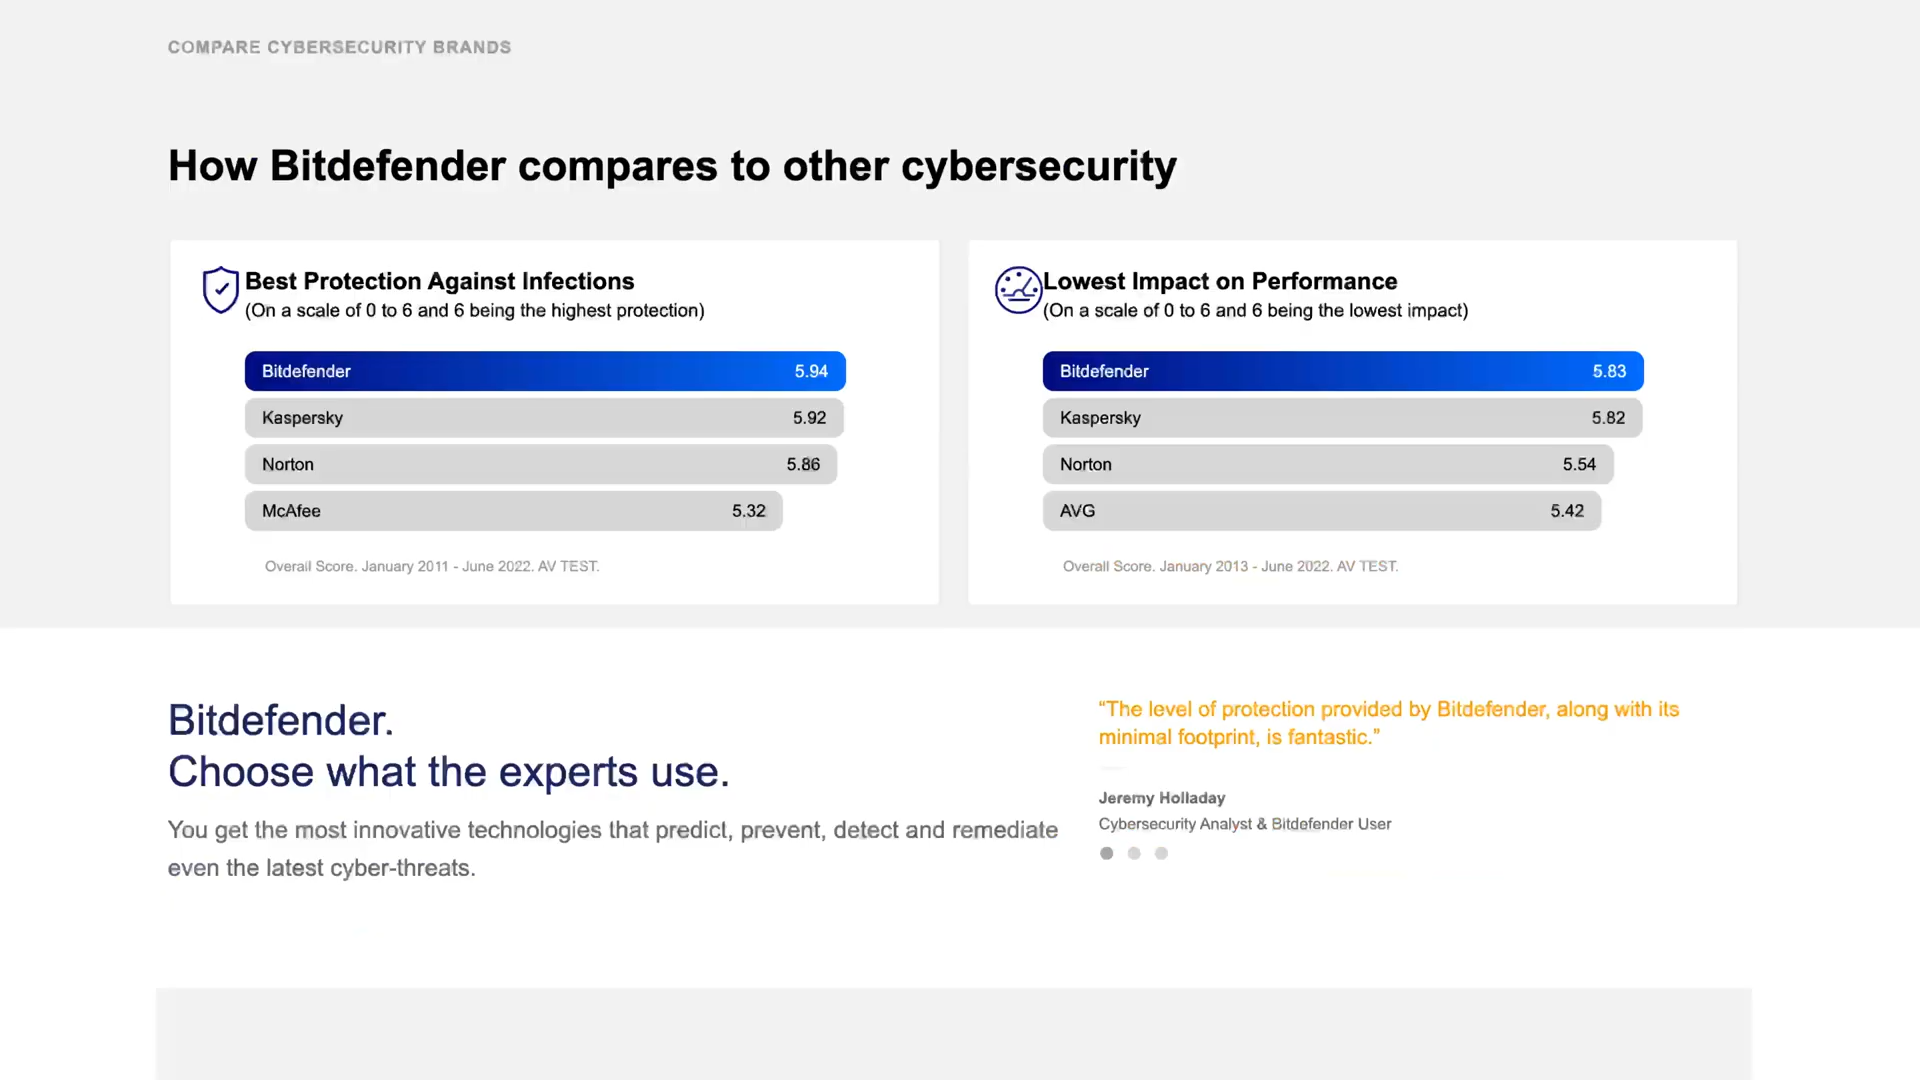 COMPARE CYBERSECURITY BRANDS
How Bitdefender compares to other cybersecurity
Best Protection Against Infections
(On a scale of 0 to 6 and 6 being the highest protection)
Bitdefender 5.94
Kaspersky 5.92
Norton 5.86
McAfee 5.32
Overall Score. January 2011 - June 2022. AV TEST.
Lowest Impact on Performance
(On a scale of 0 to 6 and 6 being the lowest impact)
Bitdefender 5.83
Kaspersky 5.82
Norton 5.54
AVG 5.42
Overall Score. January 2013 - June 2022. AV TEST.
Bitdefender.
Choose what the experts use.
You get the most innovative technologies that predict, prevent, detect and remediate
even the latest cyber-threats.
“The level of protection provided by Bitdefender, along with its
minimal footprint, is fantastic.”
Jeremy Holladay
Cybersecurity Analyst & Bitdefender User